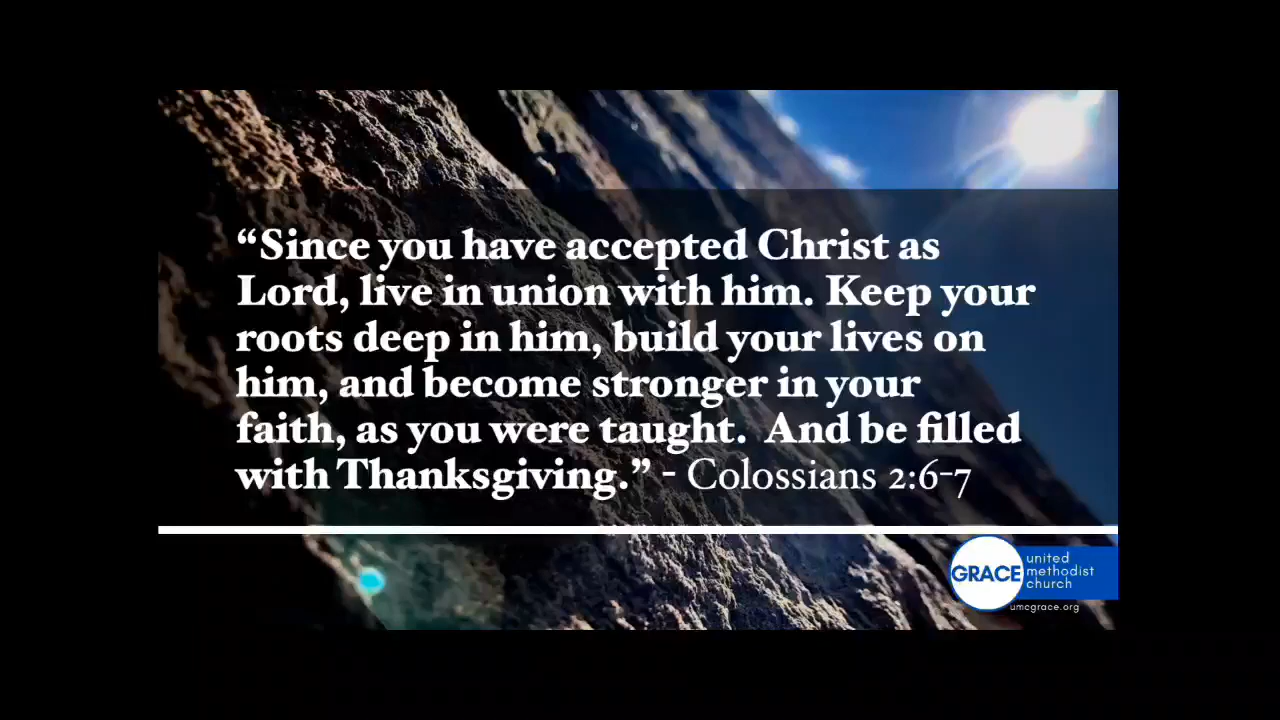 “Since you have accepted Christ as
Lord, live in union with him. Keep your
roots deep in him, build your lives on
him, and become stronger in your
faith, as you were taught.  And be filled
with Thanksgiving.” - Colossians 2:6-7
GRACE
united
methodist
church
umcgrace.org